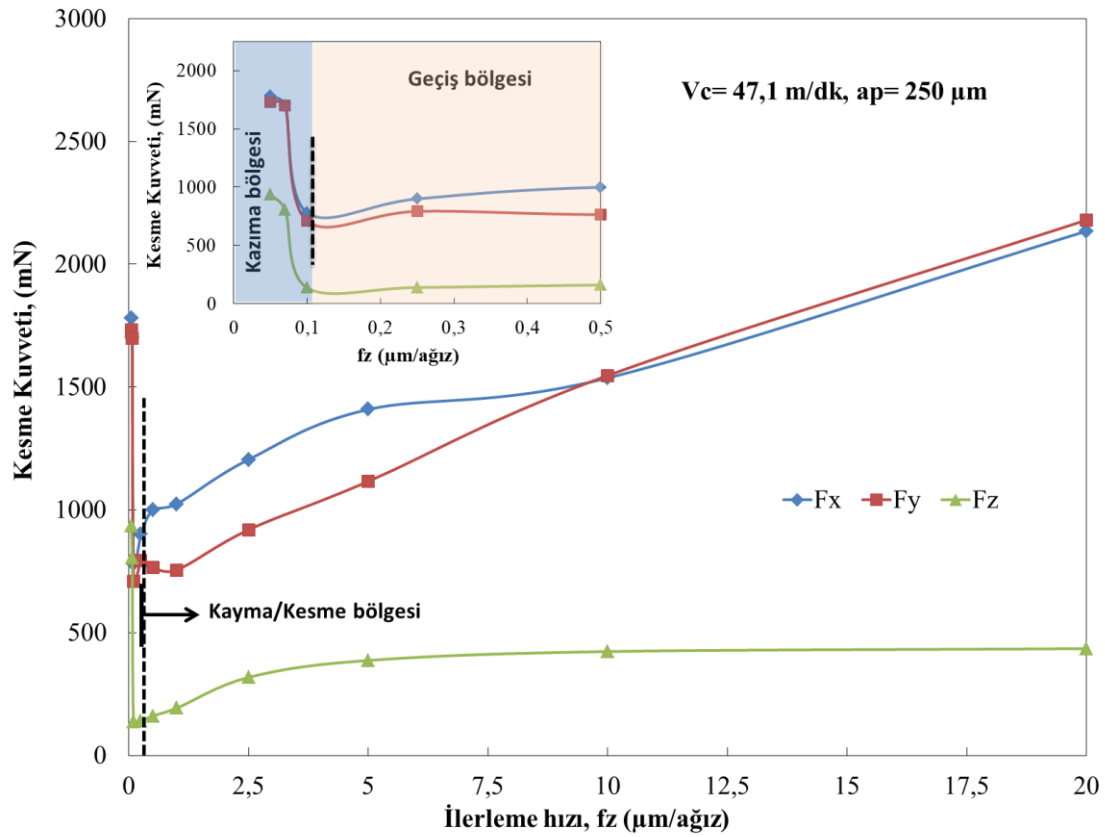 3000
2500
2000
1500
1000
500
0
Kesme Kuvveti, (mN)
0
2,5
5
7,5
10
12,5
15
17,5
20
İlerleme hızı, fz (µm/ağız)
Vc= 47,1 m/dk, ap= 250 µm
Fx
Fy
Fz
Kayma/Kesme bölgesi
2000
1500
1000
500
0
Kesme Kuvveti, (mN)
Kazıma bölgesi
Geçiş bölgesi
0
0,1
0,2
0,3
0,4
0,5
fz (µm/ağız)